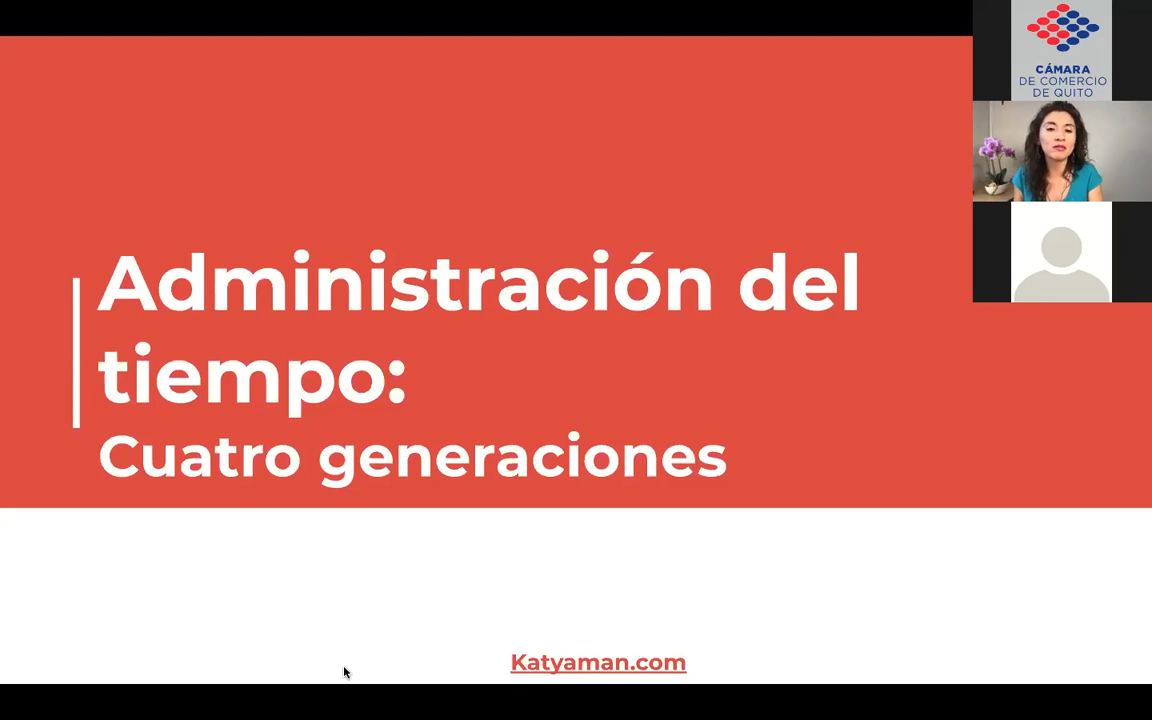 CÁMARA
DE COMERCIO
DE QUITO
Administración del
tiempo:
Cuatro generaciones
Katyaman.com